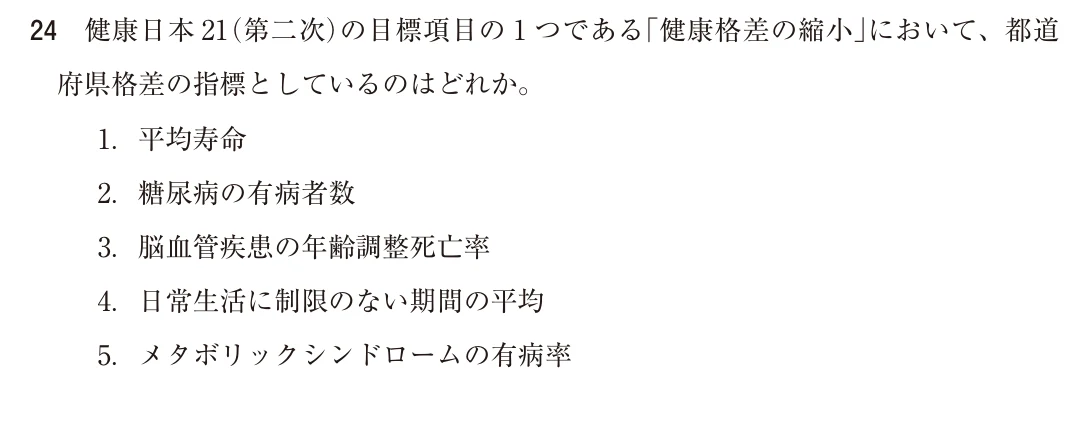 24 健康日本21(第二次)の目標項目の1つである「健康格差の縮小」において、都道
府県格差の指標としているのはどれか。
1. 平均寿命
2. 糖尿病の有病者数
3. 脳血管疾患の年齢調整死亡率
4. 日常生活に制限のない期間の平均
5. メタボリックシンドロームの有病率